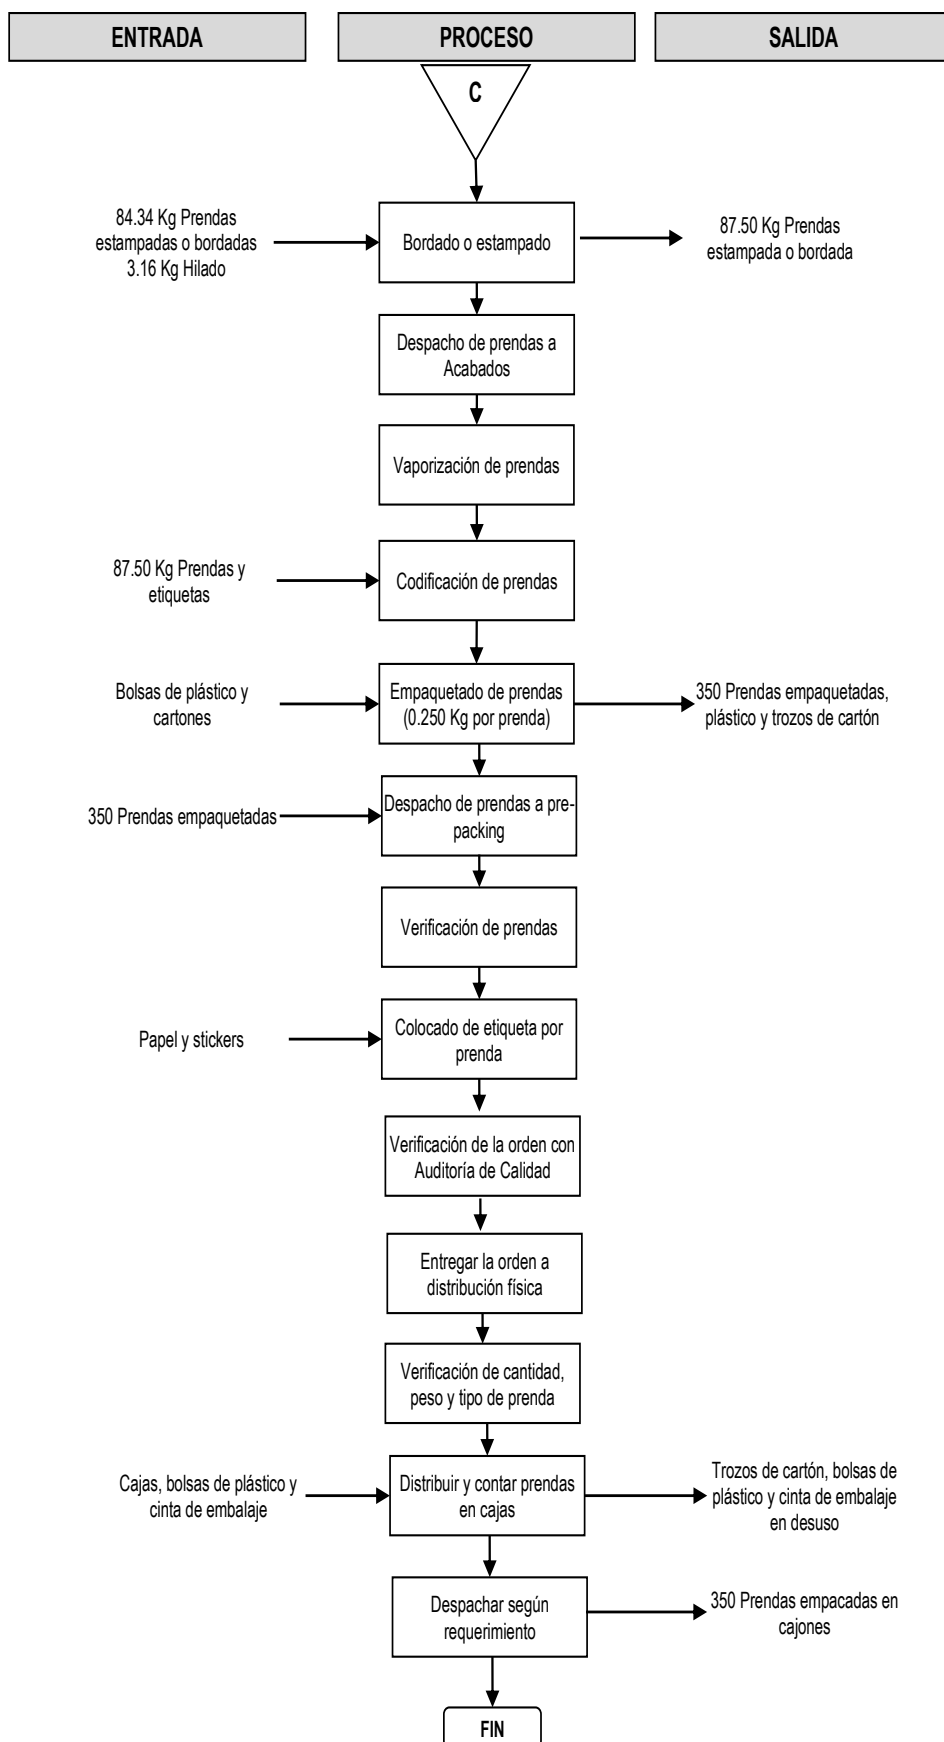 ENTRADA
PROCESO
SALIDA
C
84.34 Kg Prendas
estampadas o bordadas
3.16 Kg Hilado
Bordado o estampado
87.50 Kg Prendas
estampada o bordada
Despacho de prendas a
Acabados
Vaporización de prendas
87.50 Kg Prendas y
etiquetas
Codificación de prendas
Bolsas de plástico y
cartones
Empaquetado de prendas
(0.250 Kg por prenda)
350 Prendas empaquetadas,
plástico y trozos de cartón
350 Prendas empaquetadas
Despacho de prendas a pre-
packing
Verificación de prendas
Papel y stickers
Colocado de etiqueta por
prenda
Verificación de la orden con
Auditoría de Calidad
Entregar la orden a
distribución física
Verificación de cantidad,
peso y tipo de prenda
Cajas, bolsas de plástico y
cinta de embalaje
Distribuir y contar prendas
en cajas
Trozos de cartón, bolsas de
plástico y cinta de embalaje
en desuso
Despachar según
requerimiento
350 Prendas empacadas en
cajones
FIN